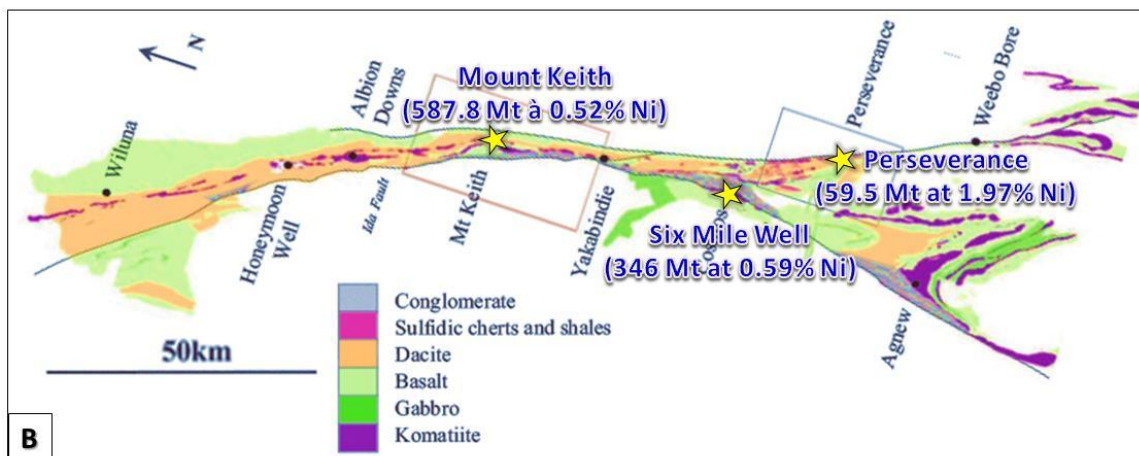 N
Mount Keith
(587.8 Mt à 0.52% Ni)
Perseverance
Weebo Bore
Albion
Downs
Wiluna
Perseverance
(59.5 Mt at 1.97% Ni)
Honeymoon
Well
Ida Fault
Mt Keith
Yakabindie
Six Mile Well
(346 Mt at 0.59% Ni)
Agnew
Conglomerate
Sulfidic cherts and shales
Dacite
Basalt
Gabbro
Komatiite
50km
B